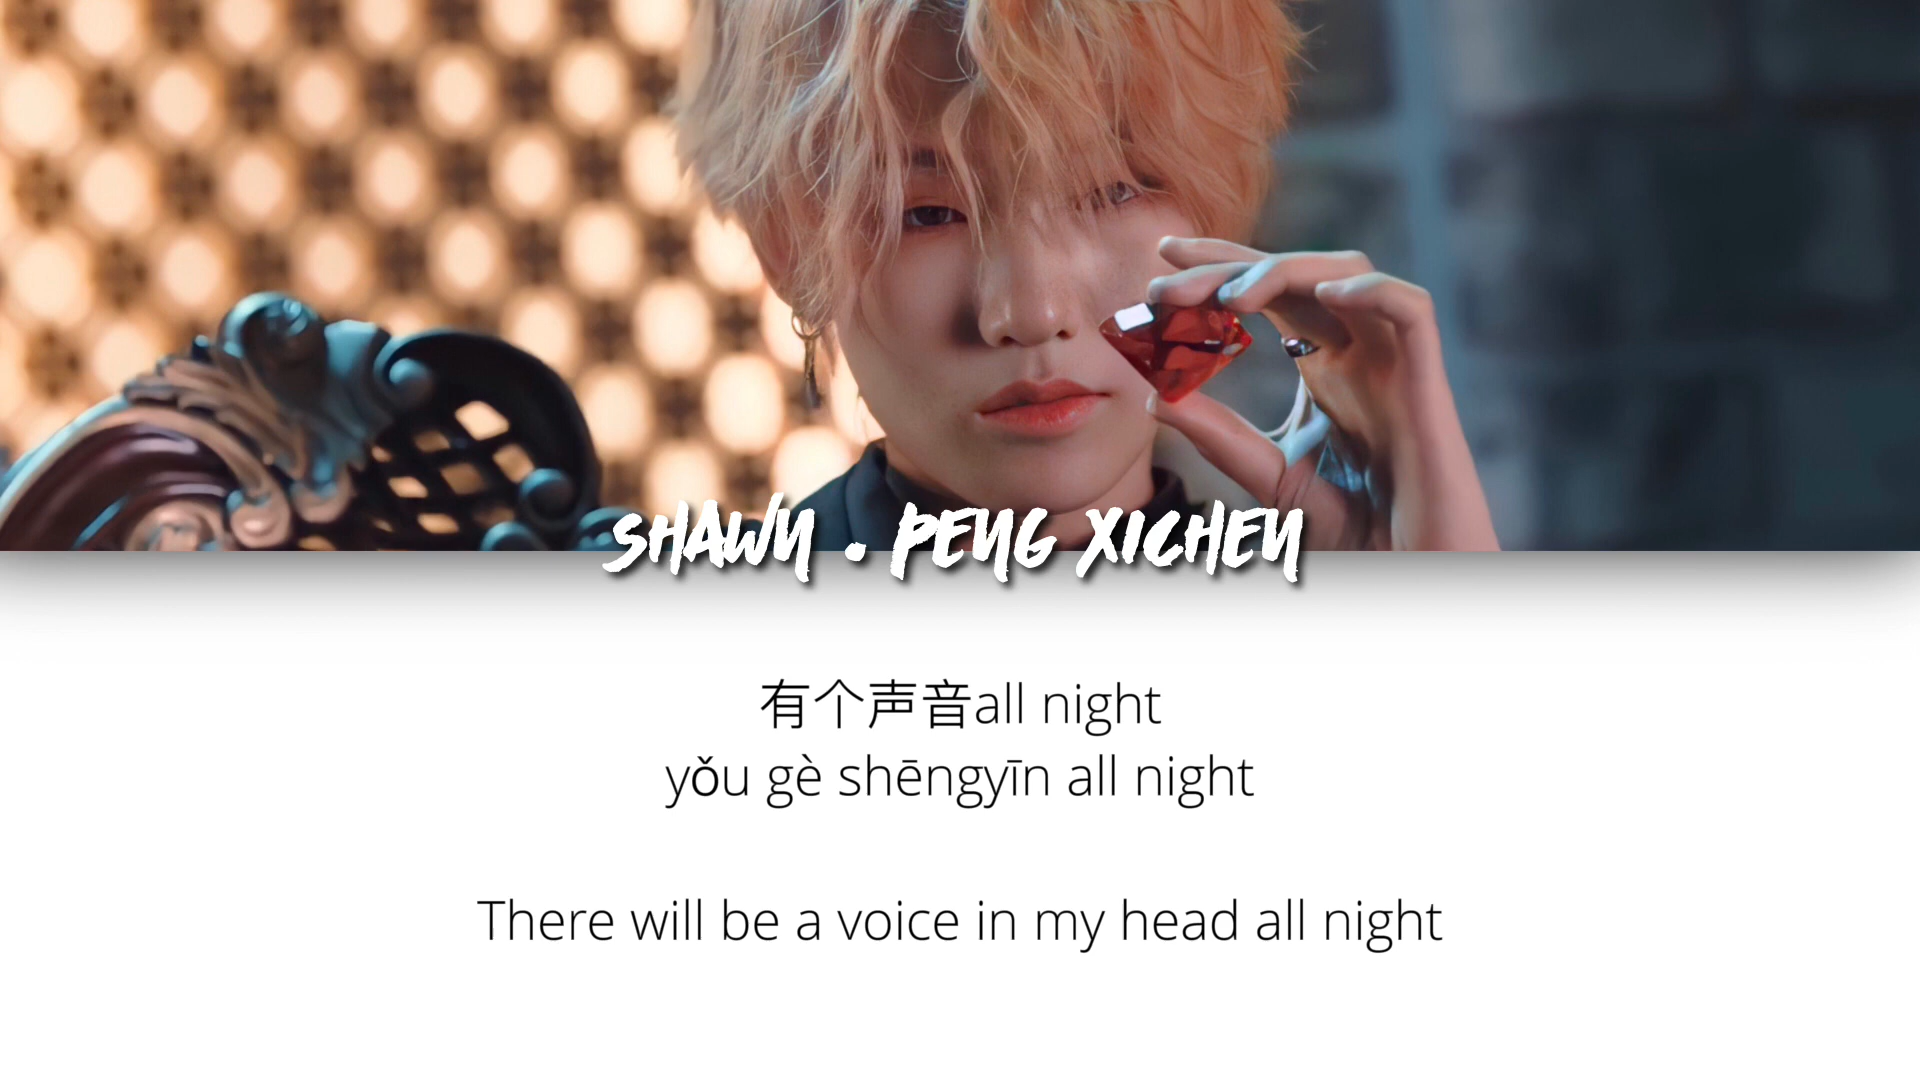 SHAWN • PENG XICHEN
有个声音all night
yǒu gè shēngyīn all night
There will be a voice in my head all night